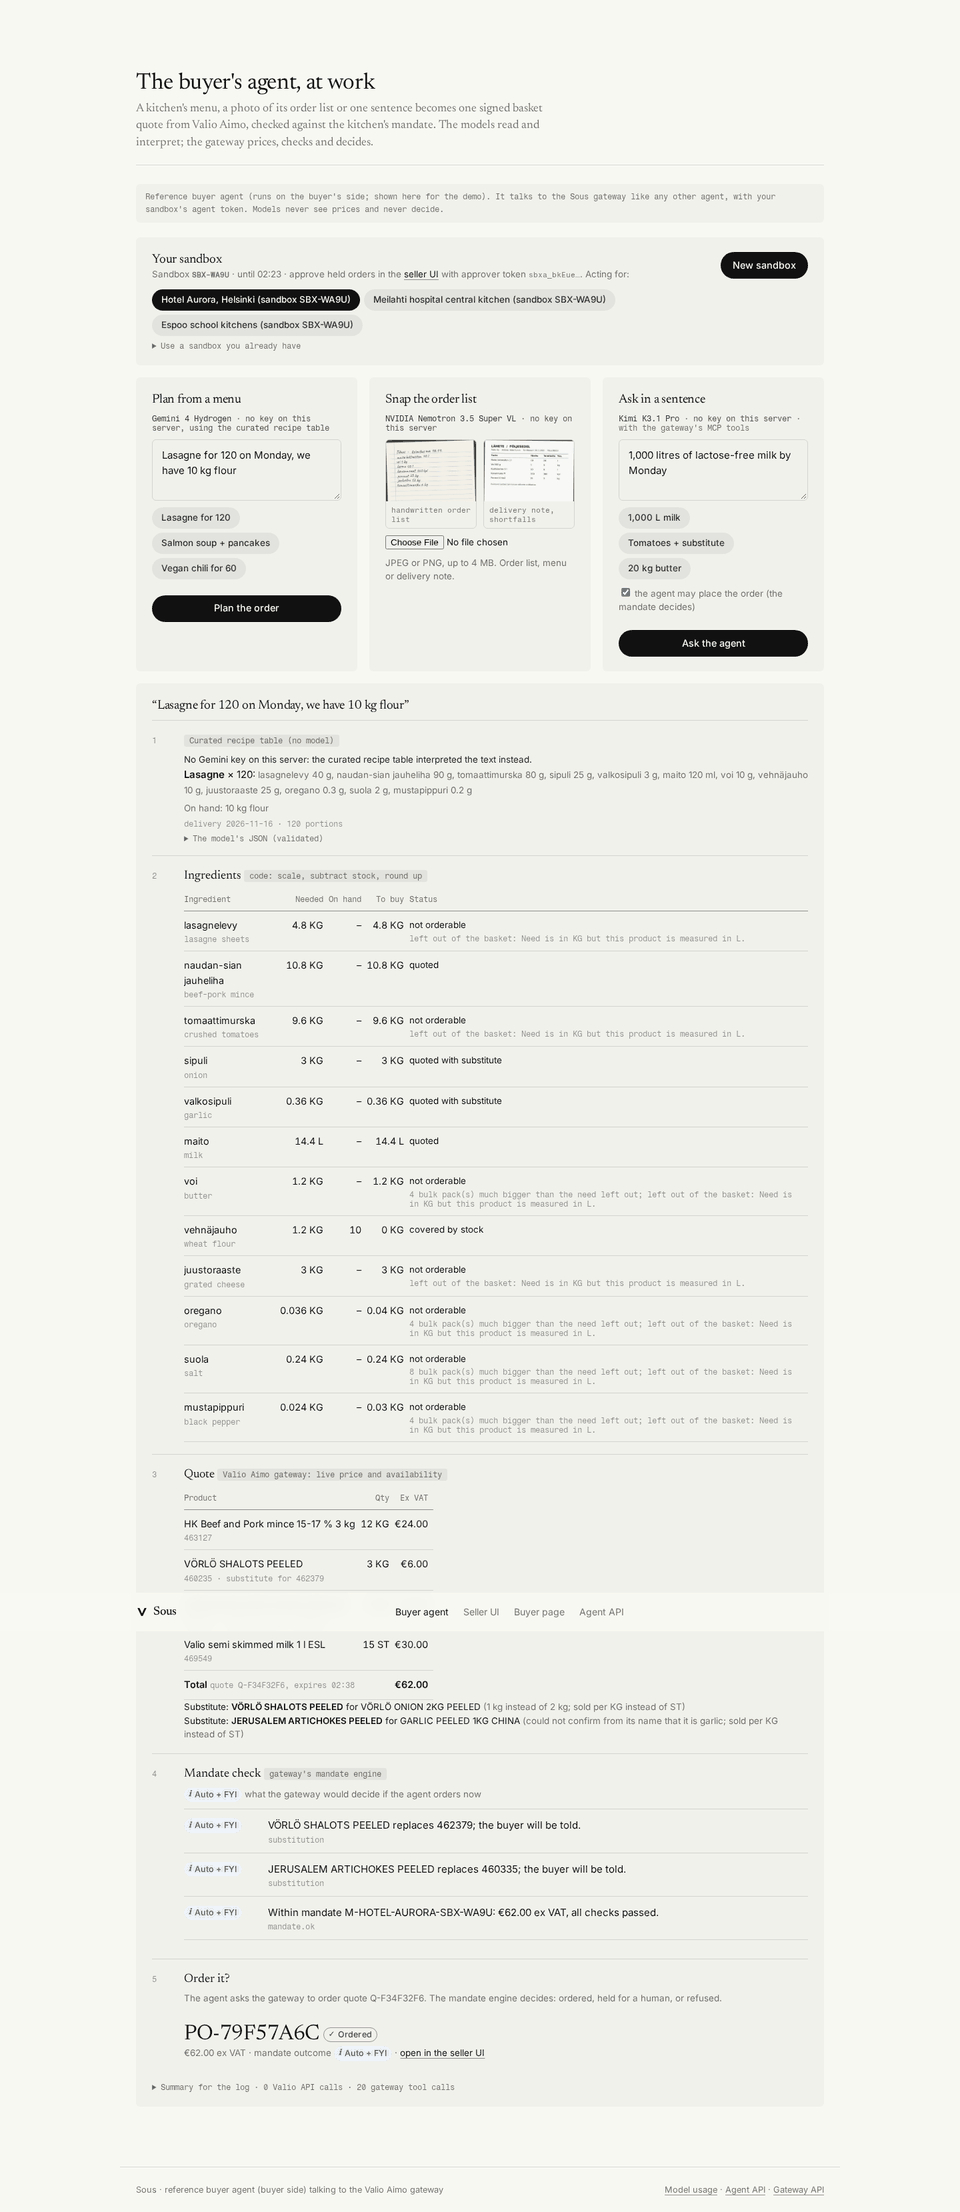 The buyer's agent, at work
A kitchen's menu, a photo of its order list or one sentence becomes one signed basket
quote from Valio Aimo, checked against the kitchen's mandate. The models read and
interpret; the gateway prices, checks and decides.
Reference buyer agent (runs on the buyer's side; shown here for the demo). It talks to the Sous gateway like any other agent, with your
sandbox's agent token. Models never see prices and never decide.
Your sandbox
Sandbox SBX-WA9U · until 02:23 · approve held orders in the seller UI with approver token sbxa_bkEue… Acting for:
New sandbox
Hotel Aurora, Helsinki (sandbox SBX-WA9U)
Meilahti hospital central kitchen (sandbox SBX-WA9U)
Espoo school kitchens (sandbox SBX-WA9U)
▸ Use a sandbox you already have
Plan from a menu
Gemini 4 Hydrogen · no key on this
server, using the curated recipe table
Lasagne for 120 on Monday, we
have 10 kg flour
Lasagne for 120
Salmon soup + pancakes
Vegan chili for 60
Plan the order
Snap the order list
NVIDIA Nemotron 3.5 Super VL · no key on
this server
handwritten order
list
delivery note,
shortfalls
Choose File No file chosen
JPEG or PNG, up to 4 MB. Order list, menu
or delivery note.
Ask in a sentence
Kimi K3.1 Pro · no key on this server ·
with the gateway's MCP tools
1,000 litres of lactose-free milk by
Monday
1,000 L milk
Tomatoes + substitute
20 kg butter
the agent may place the order (the
mandate decides)
Ask the agent
“Lasagne for 120 on Monday, we have 10 kg flour”
1 Curated recipe table (no model)
No Gemini key on this server: the curated recipe table interpreted the text instead.
Lasagne × 120: lasagnelevy 40 g, naudan-sian jauheliha 90 g, tomaattimurska 80 g, sipuli 25 g, valkosipuli 3 g, maito 120 ml, voi 10 g, vehnäjauho
10 g, juustoraaste 25 g, oregano 0.3 g, suola 2 g, mustapippuri 0.2 g
On hand: 10 kg flour
delivery 2026-11-16 · 120 portions
▸ The model's JSON (validated)
2 Ingredients code: scale, subtract stock, round up
Ingredient Needed On hand To buy Status
lasagnelevy 4.8 KG – 4.8 KG not orderable
lasagne sheets left out of the basket: Need is in KG but this product is measured in L.
naudan-sian 10.8 KG – 10.8 KG quoted
jauheliha
beef-pork mince
tomaattimurska 9.6 KG – 9.6 KG not orderable
crushed tomatoes left out of the basket: Need is in KG but this product is measured in L.
sipuli 3 KG – 3 KG quoted with substitute
onion
valkosipuli 0.36 KG – 0.36 KG quoted with substitute
garlic
maito 14.4 L – 14.4 L quoted
milk
voi 1.2 KG – 1.2 KG not orderable
butter 4 bulk pack(s) much bigger than the need left out; left out of the basket: Need is
in KG but this product is measured in L.
vehnäjauho 1.2 KG 10 0 KG covered by stock
wheat flour
juustoraaste 3 KG – 3 KG not orderable
grated cheese left out of the basket: Need is in KG but this product is measured in L.
oregano 0.036 KG – 0.04 KG not orderable
oregano 4 bulk pack(s) much bigger than the need left out; left out of the basket: Need is
in KG but this product is measured in L.
suola 0.24 KG – 0.24 KG not orderable
salt 8 bulk pack(s) much bigger than the need left out; left out of the basket: Need is
in KG but this product is measured in L.
mustapippuri 0.024 KG – 0.03 KG not orderable
black pepper 4 bulk pack(s) much bigger than the need left out; left out of the basket: Need is
in KG but this product is measured in L.
3 Quote Valio Aimo gateway: live price and availability
Product Qty Ex VAT
HK Beef and Pork mince 15-17 % 3 kg 12 KG €24.00
463127
VÖRLÖ SHALOTS PEELED 3 KG €6.00
460235 · substitute for 462379
Sous Buyer agent Seller UI Buyer page Agent API
Valio semi skimmed milk 1 l ESL 15 ST €30.00
469549
Total quote Q-F34F32F6, expires 02:38 €62.00
Substitute: VÖRLÖ SHALOTS PEELED for VÖRLÖ ONION 2KG PEELED (1 kg instead of 2 kg; sold per KG instead of ST)
Substitute: JERUSALEM ARTICHOKES PEELED for GARLIC PEELED 1KG CHINA (could not confirm from its name that it is garlic; sold per KG
instead of ST)
4 Mandate check gateway's mandate engine
i Auto + FYI what the gateway would decide if the agent orders now
i Auto + FYI VÖRLÖ SHALOTS PEELED replaces 462379; the buyer will be told.
substitution
i Auto + FYI JERUSALEM ARTICHOKES PEELED replaces 460335; the buyer will be told.
substitution
i Auto + FYI Within mandate M-HOTEL-AURORA-SBX-WA9U: €62.00 ex VAT, all checks passed.
mandate.ok
5 Order it?
The agent asks the gateway to order quote Q-F34F32F6. The mandate engine decides: ordered, held for a human, or refused.
PO-79F57A6C ✓ Ordered
€62.00 ex VAT · mandate outcome i Auto + FYI · open in the seller UI
▸ Summary for the log · 0 Valio API calls · 20 gateway tool calls
Sous · reference buyer agent (buyer side) talking to the Valio Aimo gateway
Model usage · Agent API · Gateway API